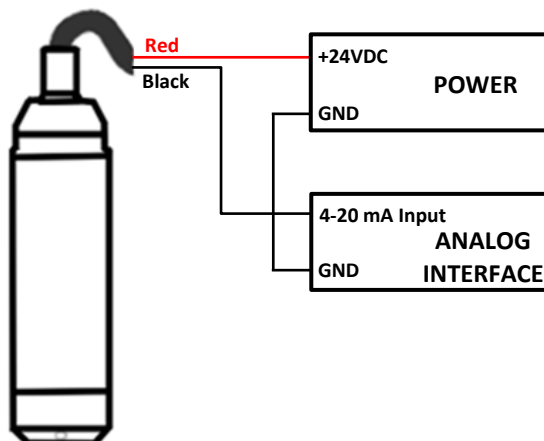 Red
Black
+24VDC
POWER
GND
4-20 mA Input
ANALOG
INTERFACE
GND